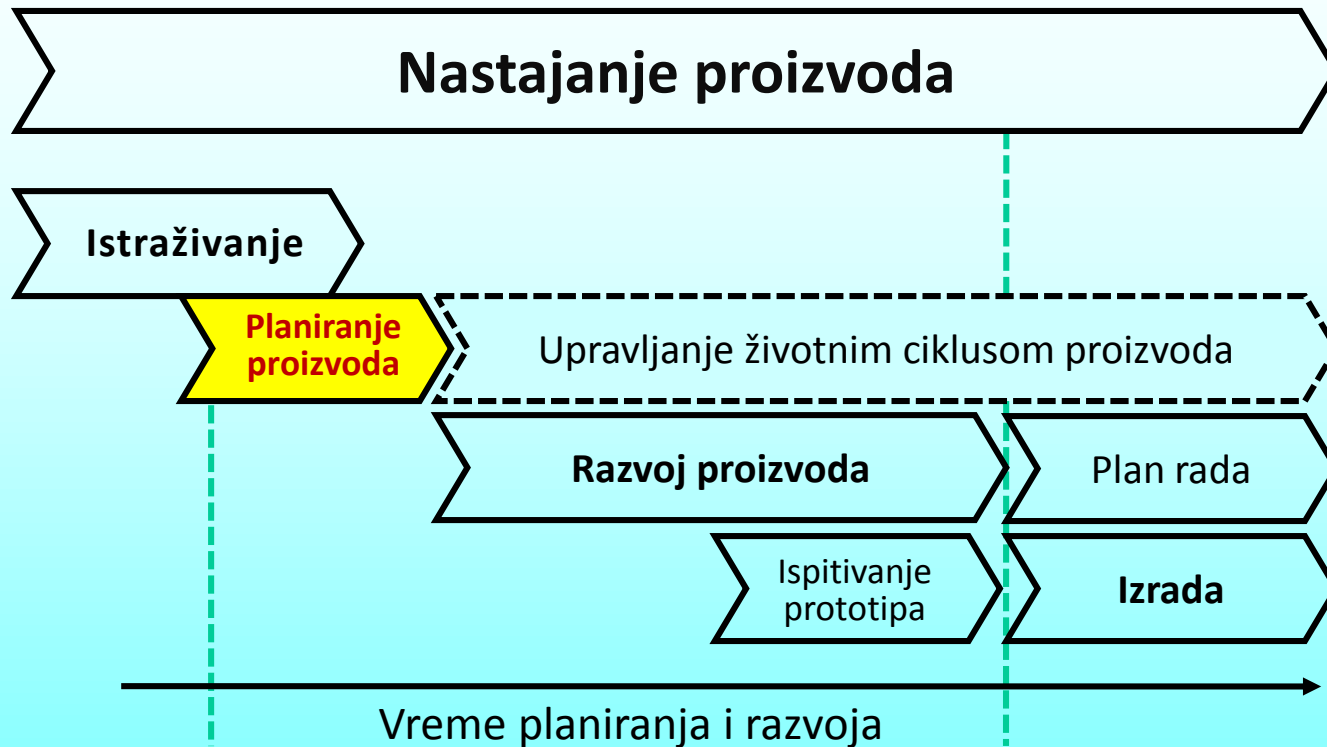 Nastajanje proizvoda
Istraživanje
Planiranje
proizvoda
Upravljanje životnim ciklusom proizvoda
Razvoj proizvoda
Plan rada
Ispitivanje
prototipa
Izrada
Vreme planiranja i razvoja